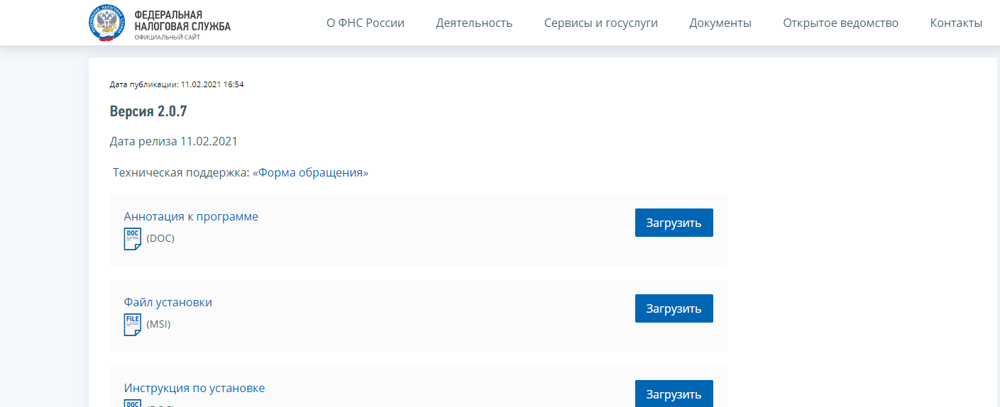 ФЕДЕРАЛЬНАЯ
НАЛОГОВАЯ СЛУЖБА
ОФИЦИАЛЬНЫЙ САЙТ
О ФНС России Деятельность Сервисы и госуслуги Документы Открытое ведомство Контакты
Дата публикации: 11.02.2021 16:54
Версия 2.0.7
Дата релиза 11.02.2021
Техническая поддержка: «Форма обращения»
Аннотация к программе
Загрузить
DOC (DOC)
Файл установки
Загрузить
FILE (MSI)
Инструкция по установке
Загрузить
DOC